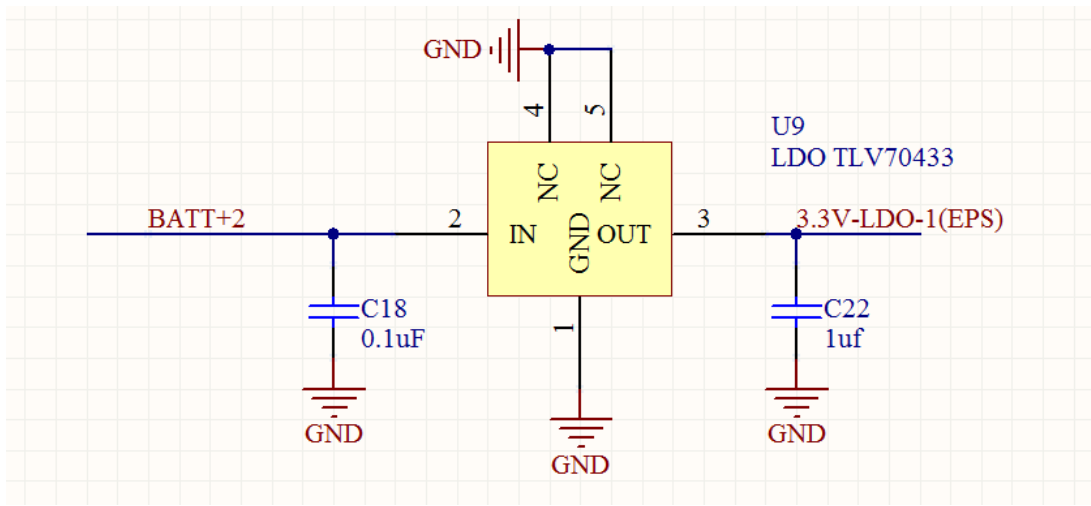 GND
4
5
U9
LDO TLV70433
NC
NC
BATT+2
2
IN
GND
OUT
3
3.3V-LDO-1(EPS)
C18
0.1uF
1
C22
1uf
GND
GND
GND